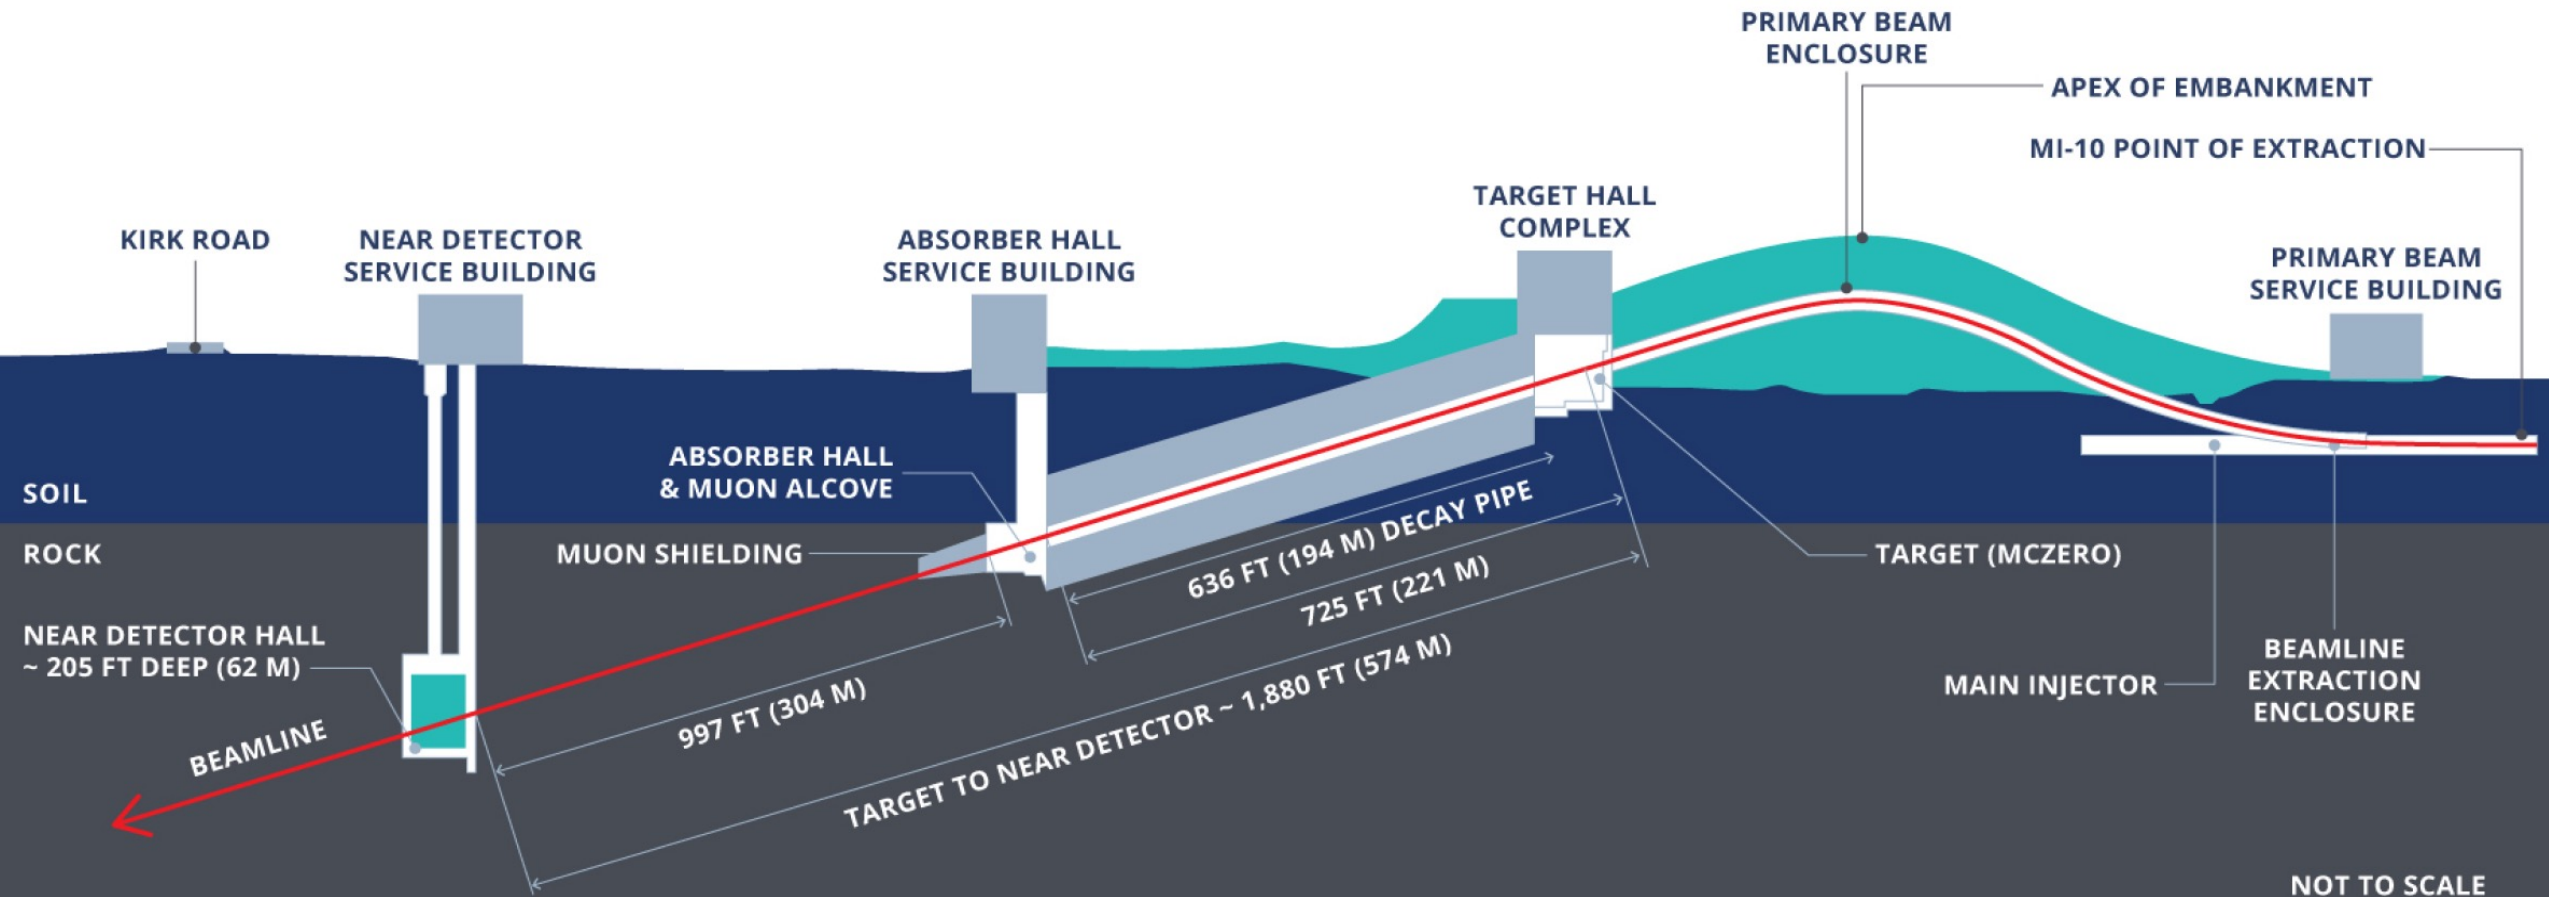 PRIMARY BEAM
ENCLOSURE
APEX OF EMBANKMENT
MI-10 POINT OF EXTRACTION
TARGET HALL
COMPLEX
KIRK ROAD
NEAR DETECTOR
SERVICE BUILDING
ABSORBER HALL
SERVICE BUILDING
PRIMARY BEAM
SERVICE BUILDING
ABSORBER HALL
& MUON ALCOVE
SOIL
ROCK
MUON SHIELDING
636 FT (194 M) DECAY PIPE
725 FT (221 M)
TARGET (MCZERO)
NEAR DETECTOR HALL
~ 205 FT DEEP (62 M)
BEAMLINE
997 FT (304 M)
TARGET TO NEAR DETECTOR ~ 1,880 FT (574 M)
MAIN INJECTOR
BEAMLINE
EXTRACTION
ENCLOSURE
NOT TO SCALE